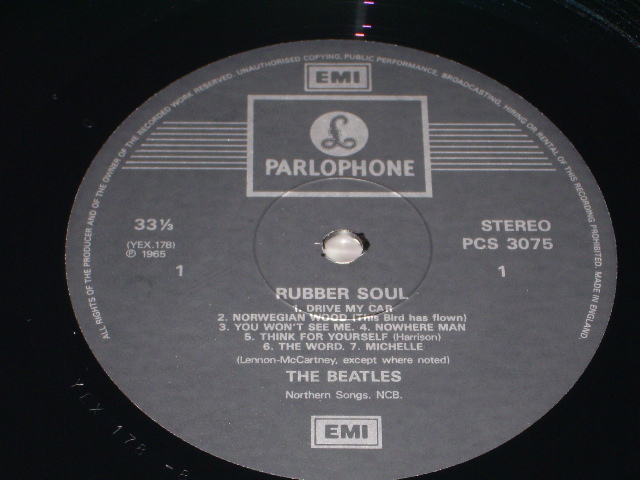 ALL RIGHTS OF THE PRODUCER AND OF THE OWNER OF THE RECORDED WORK RESERVED. UNAUTHORISED COPYING, PUBLIC PERFORMANCE, BROADCASTING, HIRING OR RENTAL OF THIS RECORDING PROHIBITED. MADE IN ENGLAND.
EMI
£
PARLOPHONE
33⅓
STEREO
(YEX.178)
PCS 3075
℗ 1965
1
1
RUBBER SOUL
1. DRIVE MY CAR
2. NORWEGIAN WOOD (This Bird has flown)
3. YOU WON'T SEE ME. 4. NOWHERE MAN
5. THINK FOR YOURSELF (Harrison)
6. THE WORD. 7. MICHELLE
(Lennon-McCartney, except where noted)
THE BEATLES
Northern Songs. NCB.
EMI
YEX 178